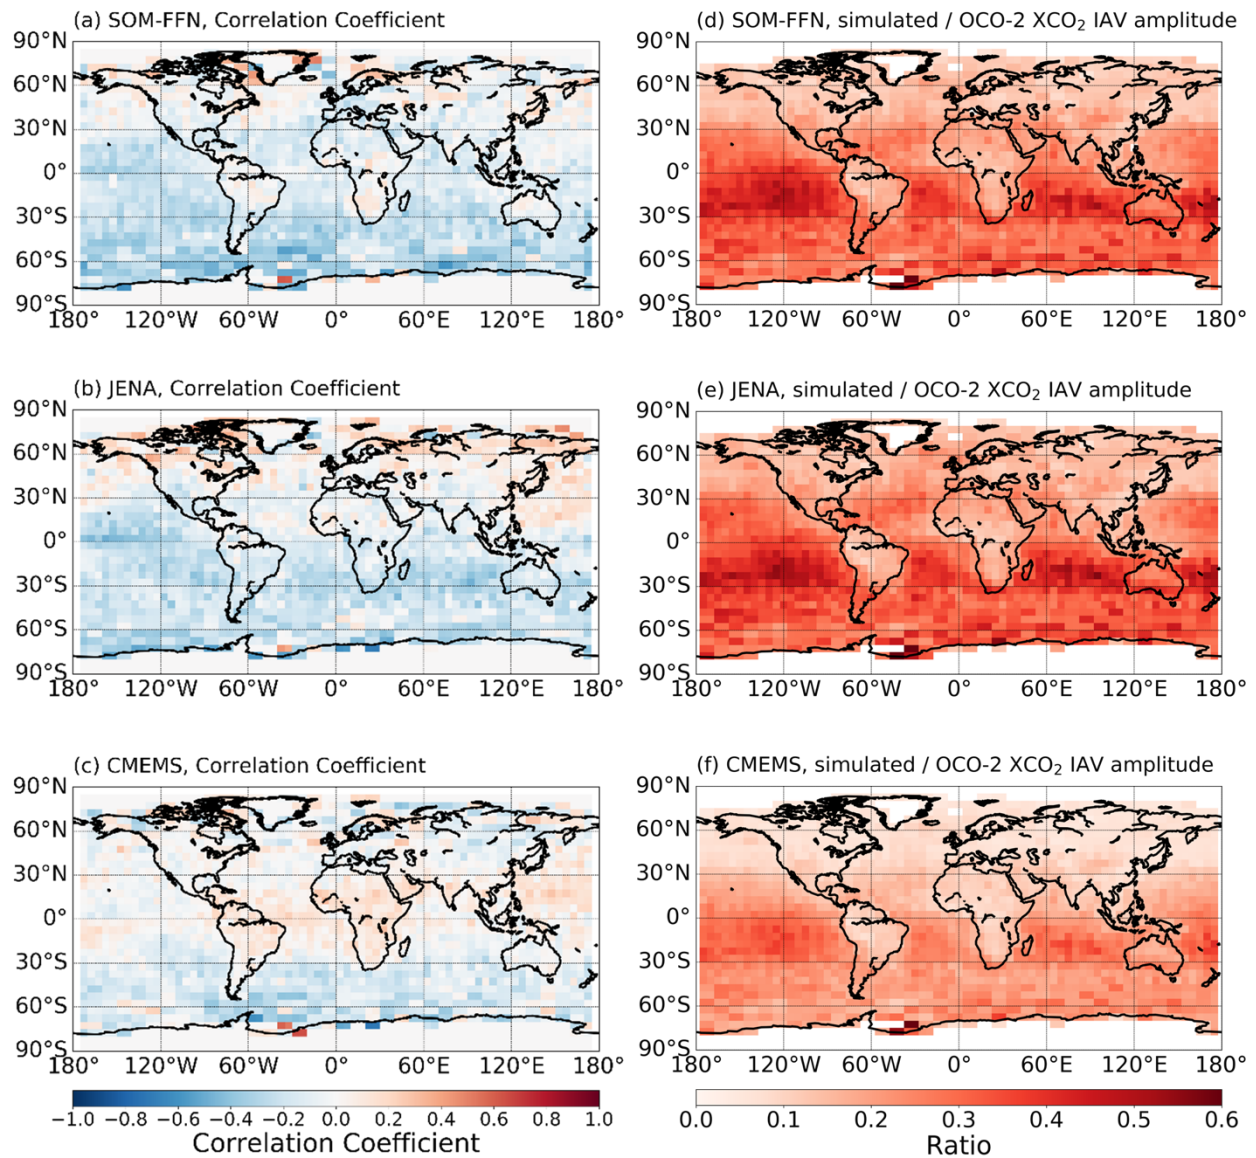 (a) SOM-FFN, Correlation Coefficient
90°N
60°N
30°N
0°
30°S
60°S
90°S
180° 120°W 60°W 0° 60°E 120°E 180°
(d) SOM-FFN, simulated / OCO-2 XCO₂ IAV amplitude
90°N
60°N
30°N
0°
30°S
60°S
90°S
180° 120°W 60°W 0° 60°E 120°E 180°
(b) JENA, Correlation Coefficient
90°N
60°N
30°N
0°
30°S
60°S
90°S
180° 120°W 60°W 0° 60°E 120°E 180°
(e) JENA, simulated / OCO-2 XCO₂ IAV amplitude
90°N
60°N
30°N
0°
30°S
60°S
90°S
180° 120°W 60°W 0° 60°E 120°E 180°
(c) CMEMS, Correlation Coefficient
90°N
60°N
30°N
0°
30°S
60°S
90°S
180° 120°W 60°W 0° 60°E 120°E 180°
(f) CMEMS, simulated / OCO-2 XCO₂ IAV amplitude
90°N
60°N
30°N
0°
30°S
60°S
90°S
180° 120°W 60°W 0° 60°E 120°E 180°
−1.0 −0.8 −0.6 −0.4 −0.2 0.0 0.2 0.4 0.6 0.8 1.0
Correlation Coefficient
0.0 0.1 0.2 0.3 0.4 0.5 0.6
Ratio